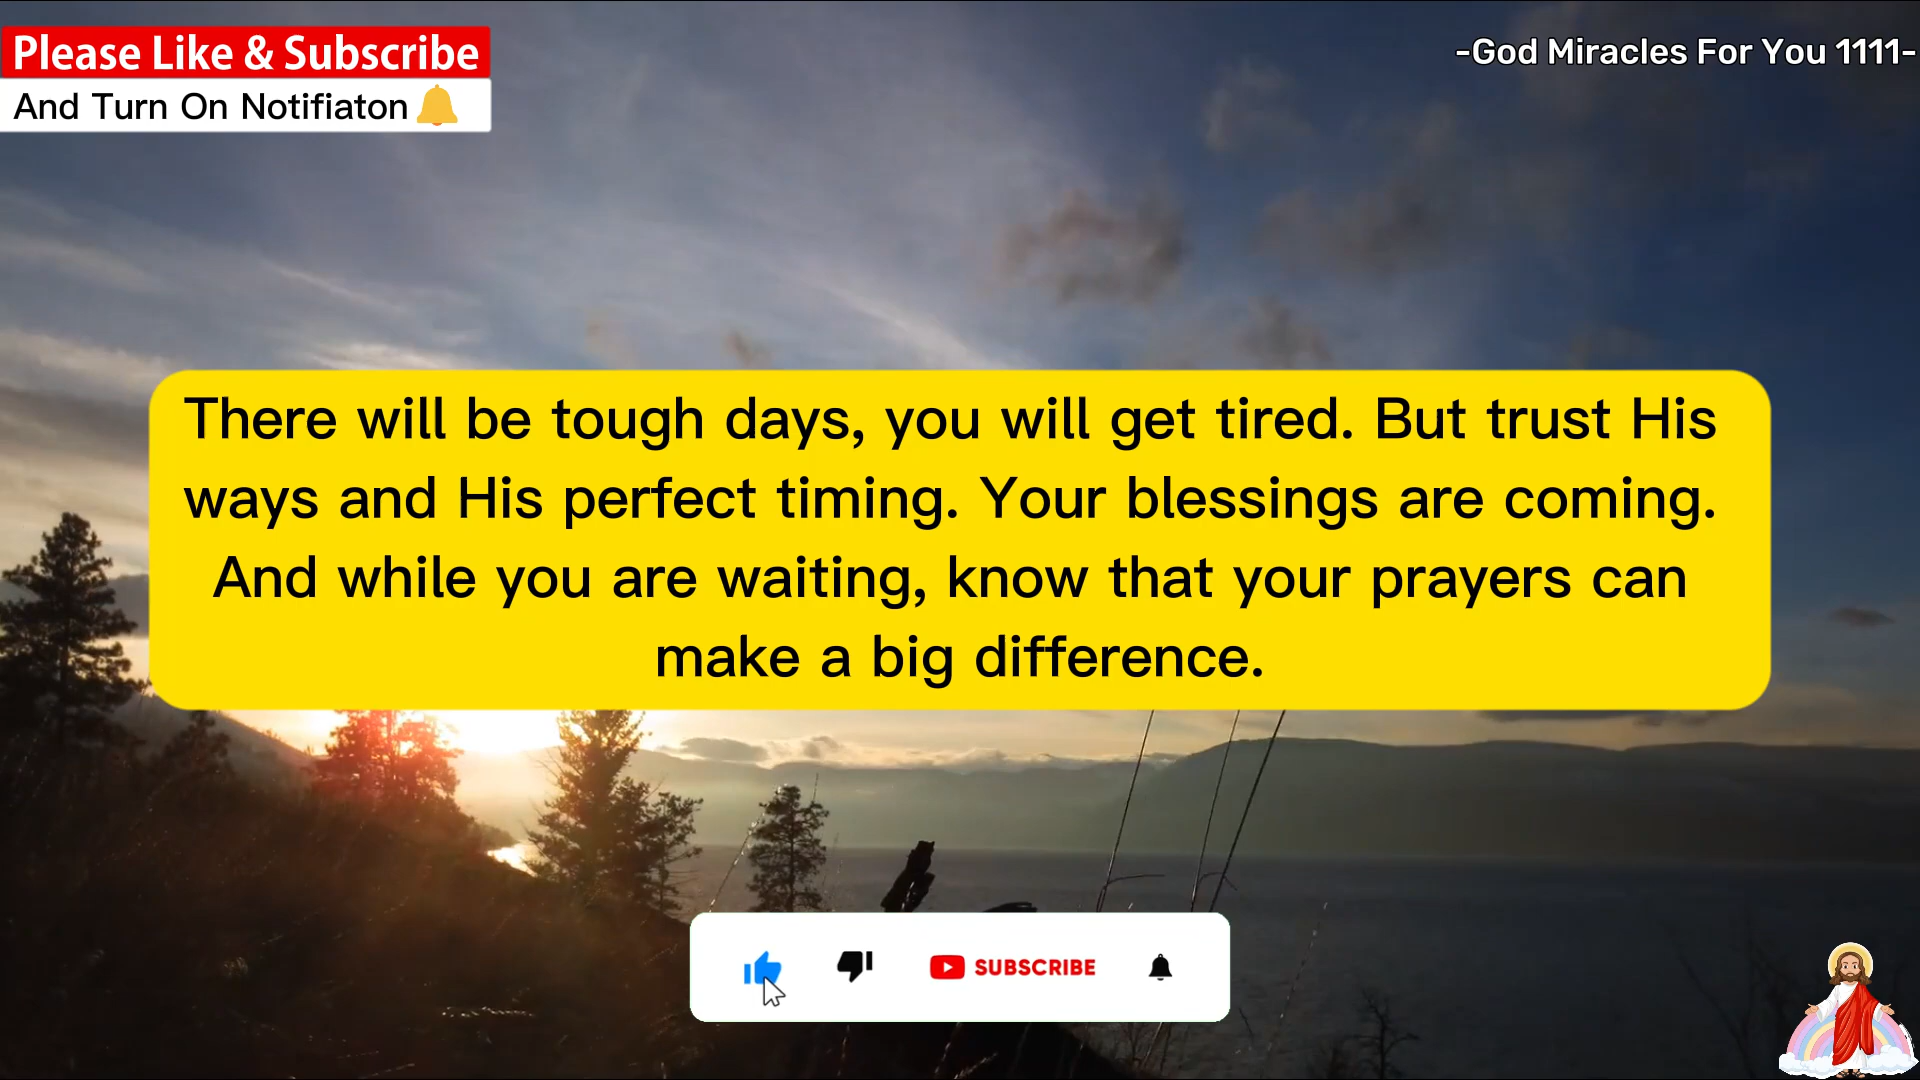 Please Like & Subscribe
And Turn On Notifiaton
-God Miracles For You 1111-
There will be tough days, you will get tired. But trust His
ways and His perfect timing. Your blessings are coming.
And while you are waiting, know that your prayers can
make a big difference.
SUBSCRIBE